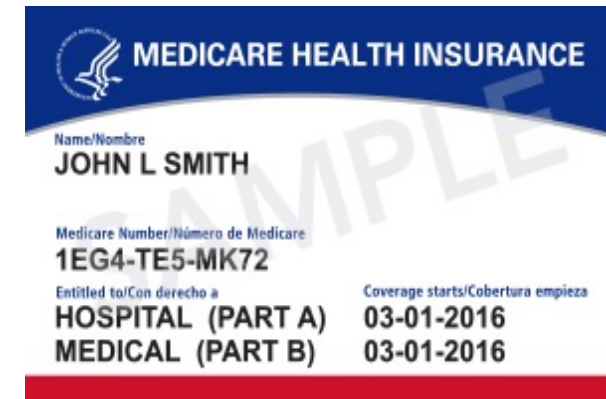 MEDICARE HEALTH INSURANCE
SAMPLE
Name/Nombre
JOHN L SMITH
Medicare Number/Número de Medicare
1EG4-TE5-MK72
Entitled to/Con derecho a Coverage starts/Cobertura empieza
HOSPITAL (PART A) 03-01-2016
MEDICAL (PART B) 03-01-2016